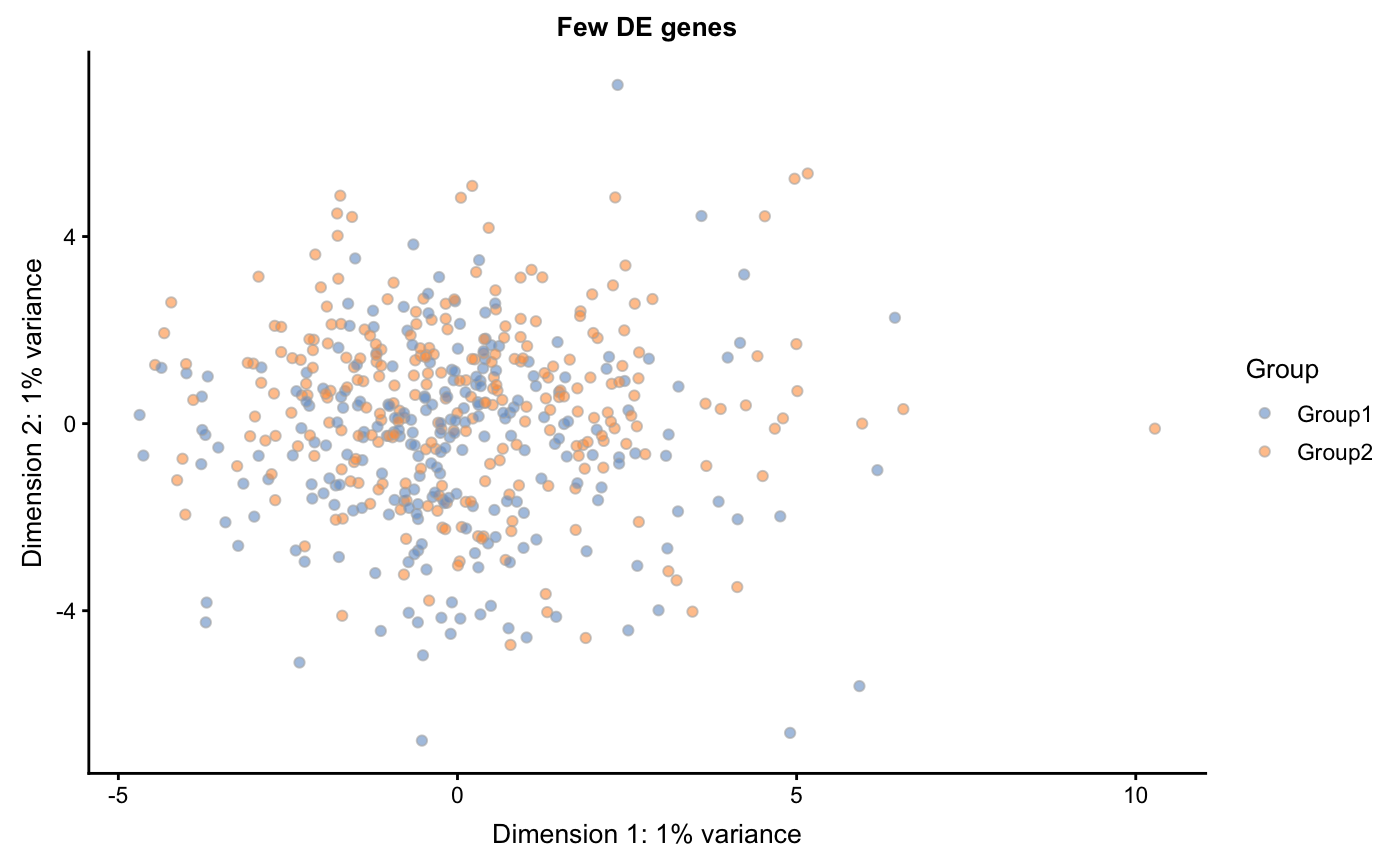 Few DE genes
Dimension 2: 1% variance
4
0
-4
-5
0
5
10
Dimension 1: 1% variance
Group
Group1
Group2